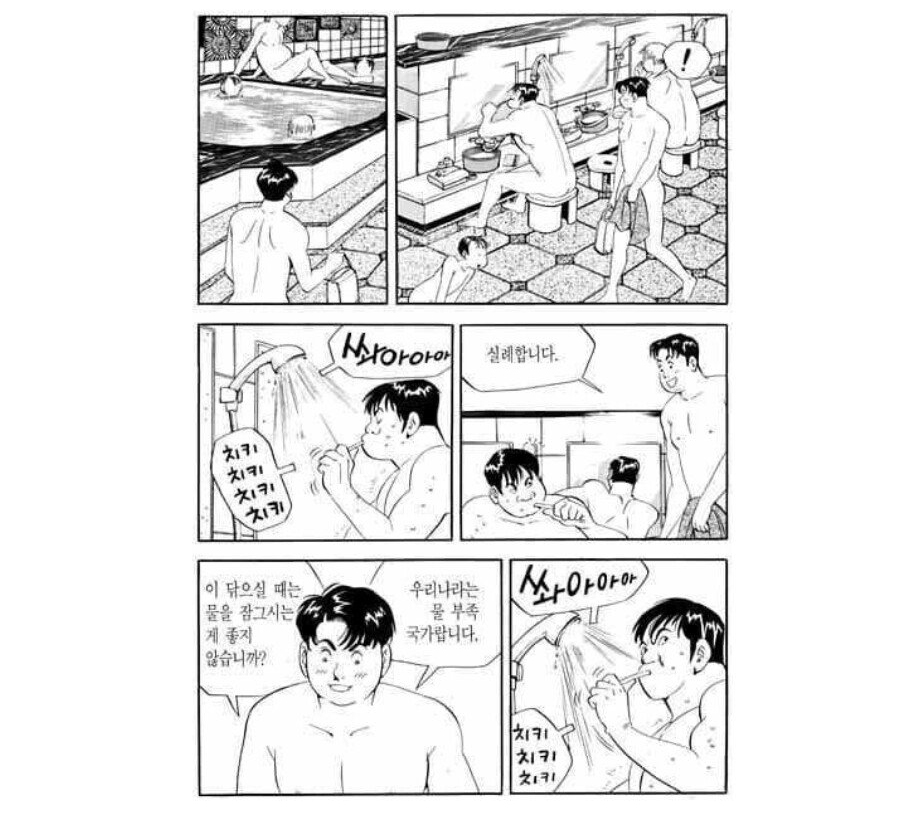 !
쏴아아아아
치키
치키
치키
치키
실례합니다.
이 닦으실 때는
물을 잠그시는
게 좋지
않습니까?
우리나라는
물 부족
국가랍니다.
쏴아아아아
치키
치키
치키